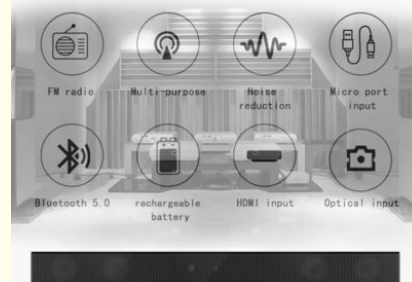 FM radio
Multi-purpose
Noise
reduction
Micro port
input
Bluetooth 5.0
rechargeable
battery
HDMI input
Optical input